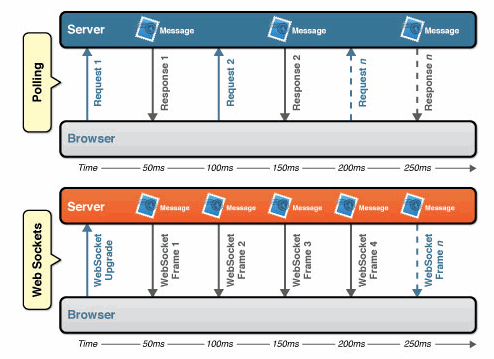 Polling
Server
Message
Message
Message
Request 1
Response 1
Request 2
Response 2
Request n
Response n
Browser
Time 50ms 100ms 150ms 200ms 250ms
Web Sockets
Server
Message
Message
Message
Message
Message
WebSocket
Upgrade
WebSocket
Frame 1
WebSocket
Frame 2
WebSocket
Frame 3
WebSocket
Frame 4
WebSocket
Frame n
Browser
Time 50ms 100ms 150ms 200ms 250ms